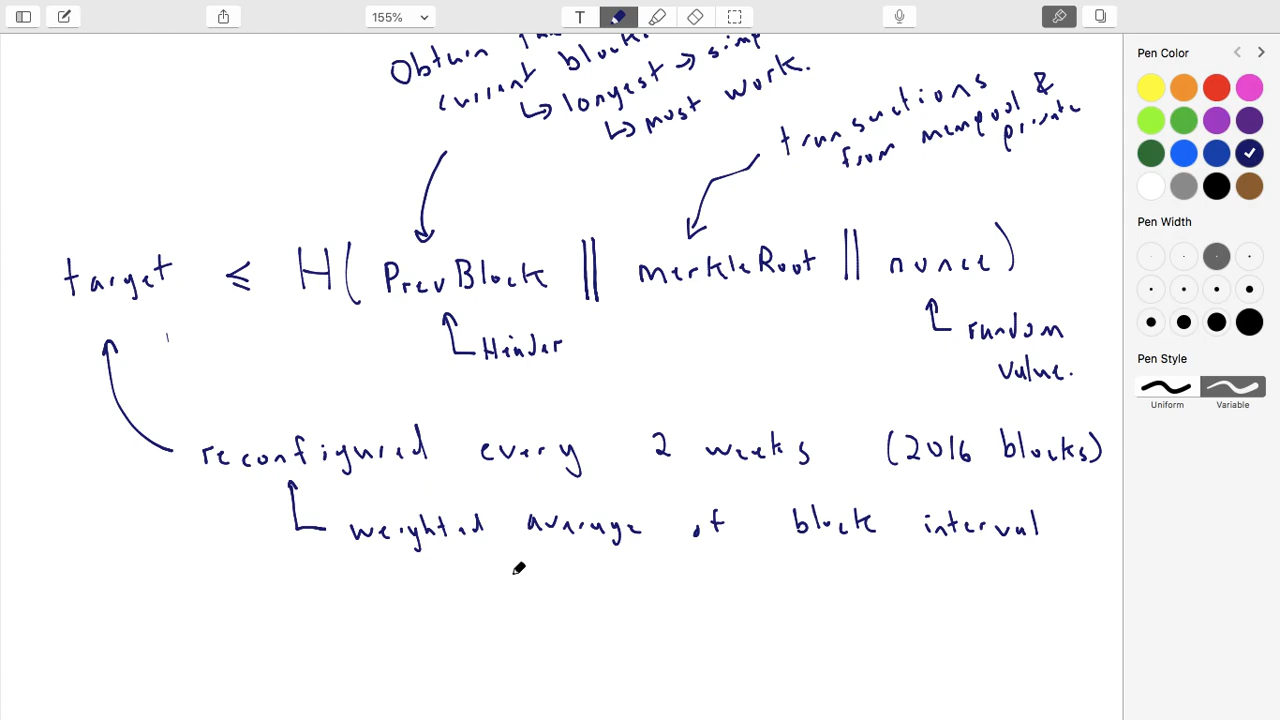 155%
T
Obtain
current block
↳ longest → simp
↳ most work.
transactions
from mempool &
private
target ≤ H( PrevBlock || merkleRoot || nonce )
Header
random
value.
reconfigured every 2 weeks (2016 blocks)
weighted average of block interval
Pen Color
Pen Width
Pen Style
Uniform
Variable